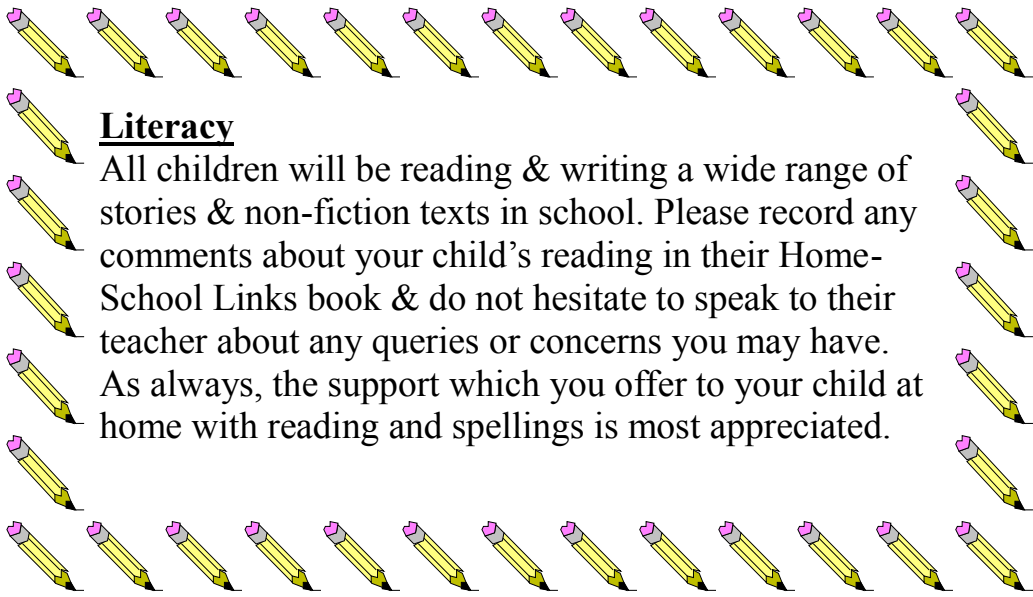 Literacy
All children will be reading & writing a wide range of
stories & non-fiction texts in school. Please record any
comments about your child’s reading in their Home-
School Links book & do not hesitate to speak to their
teacher about any queries or concerns you may have.
As always, the support which you offer to your child at
home with reading and spellings is most appreciated.